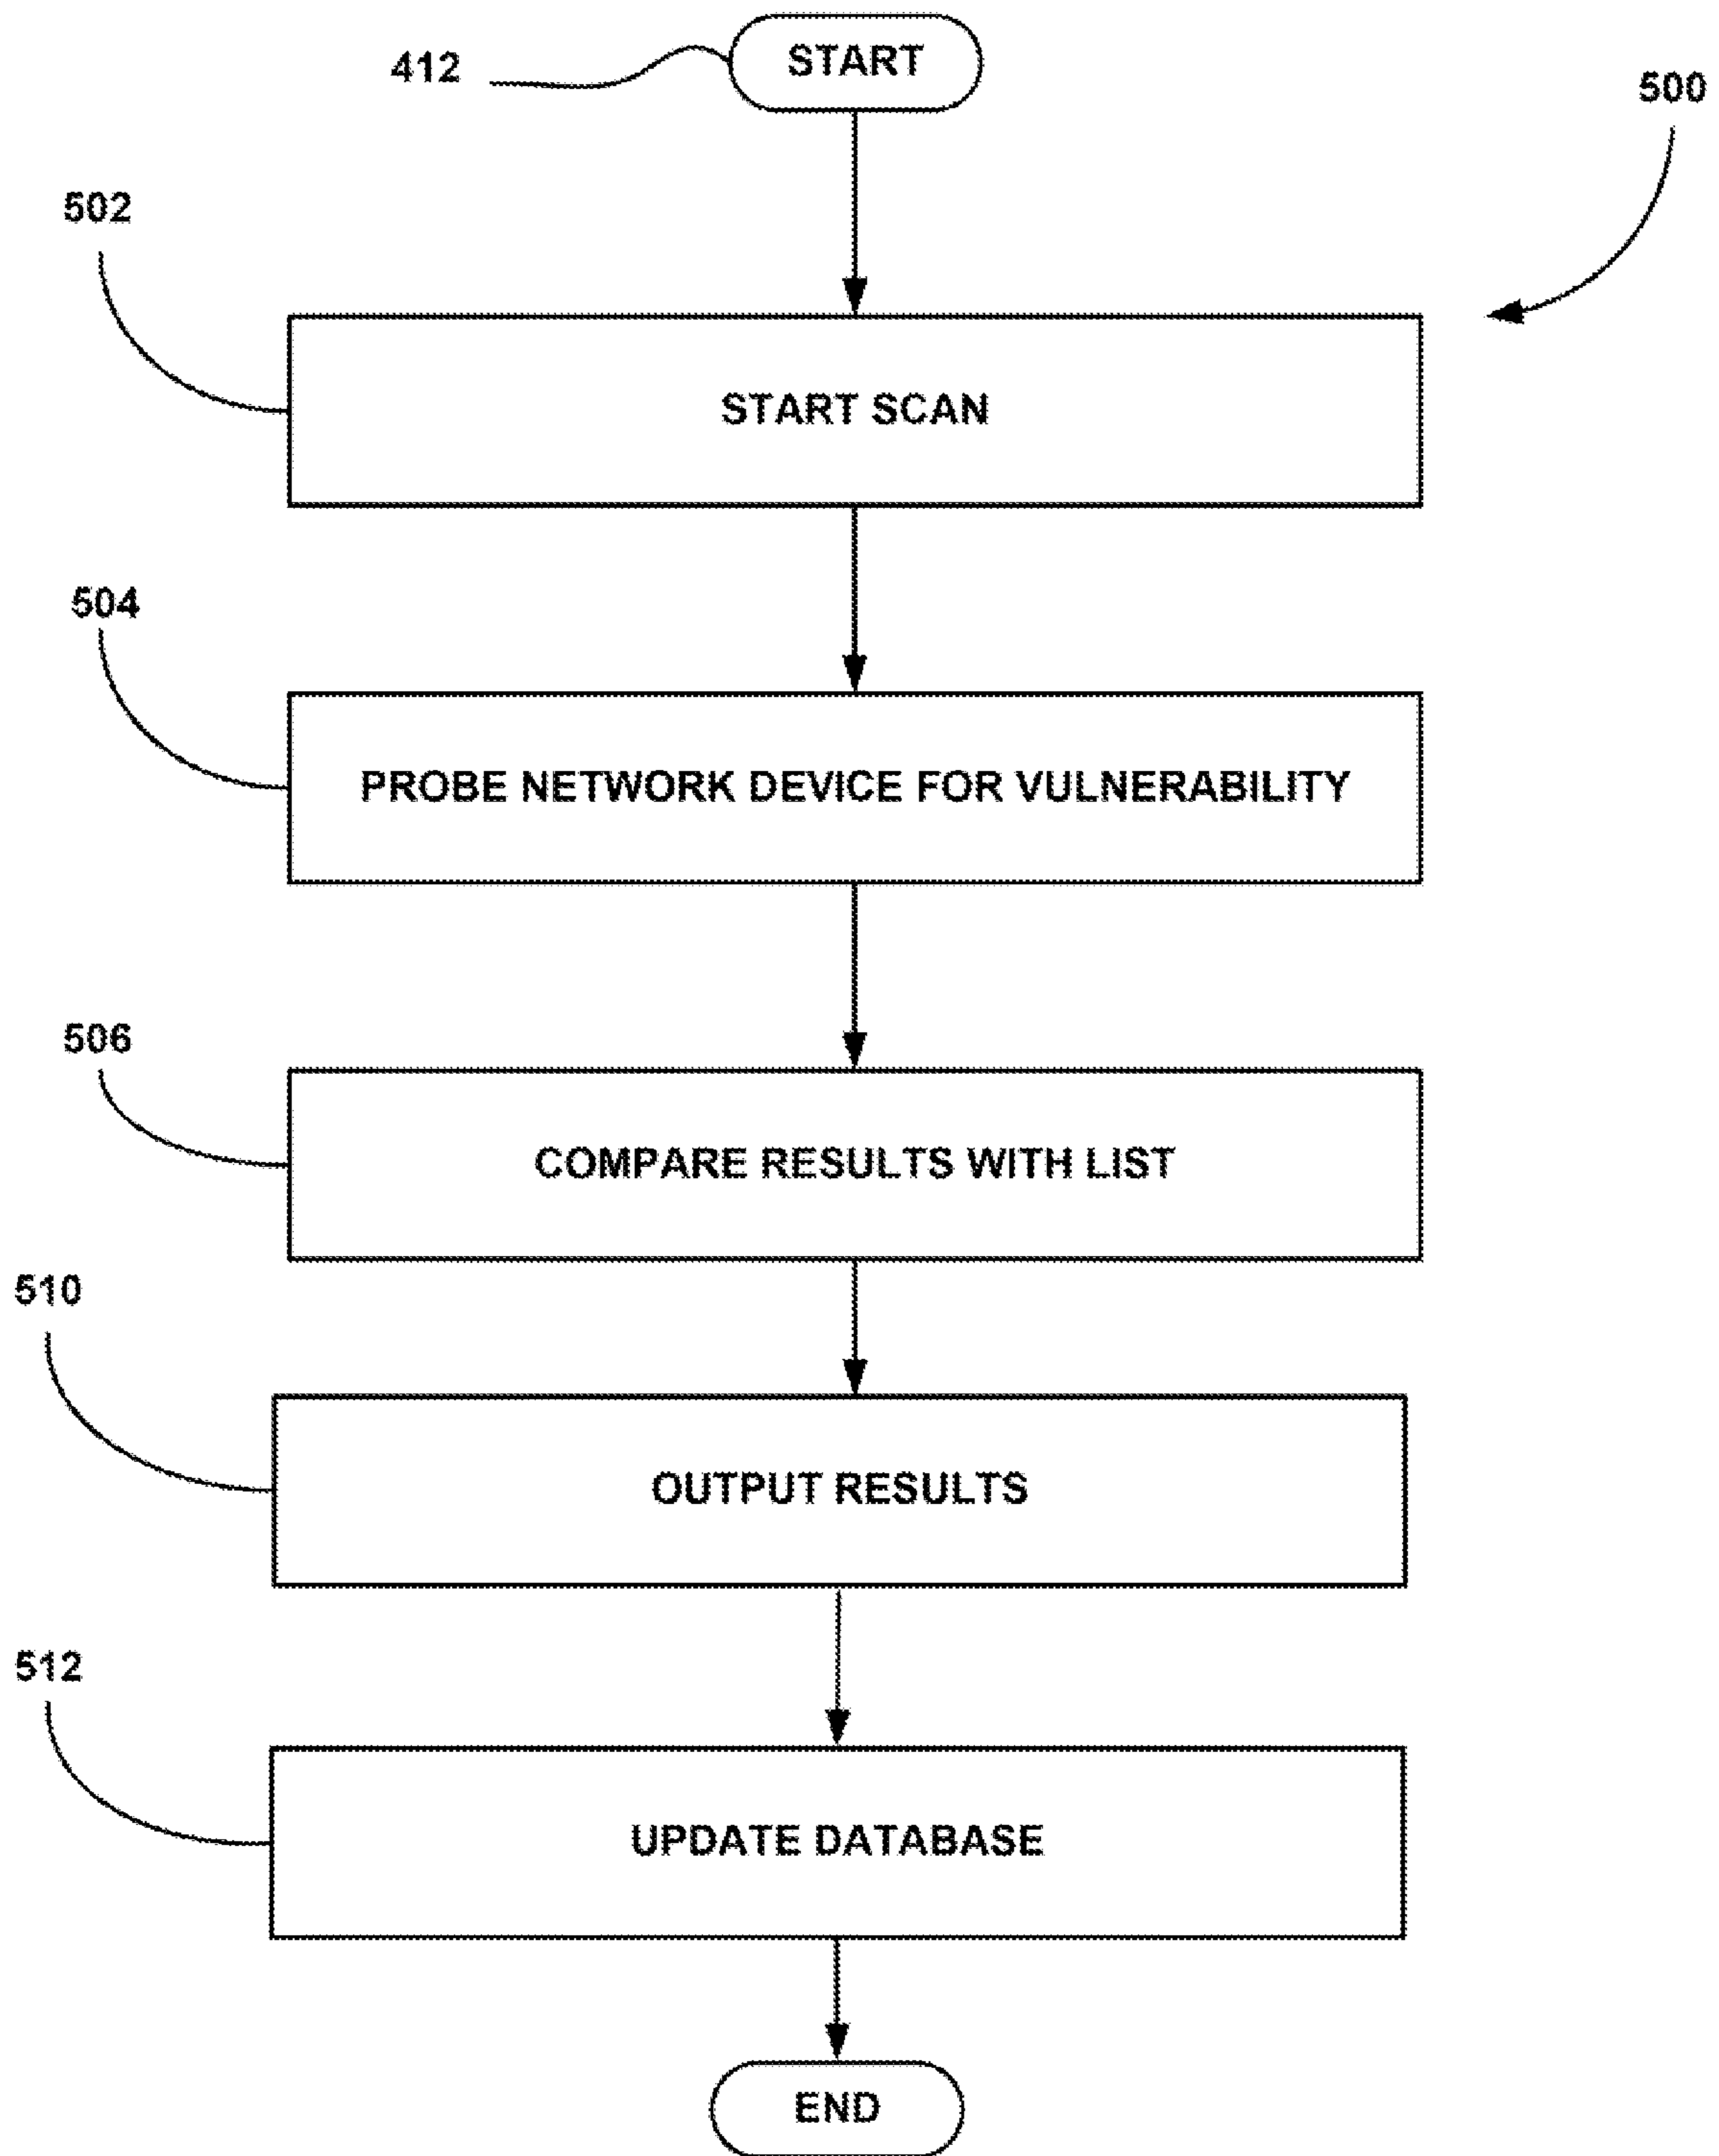 412
START
500
502
START SCAN
504
PROBE NETWORK DEVICE FOR VULNERABILITY
506
COMPARE RESULTS WITH LIST
510
OUTPUT RESULTS
512
UPDATE DATABASE
END